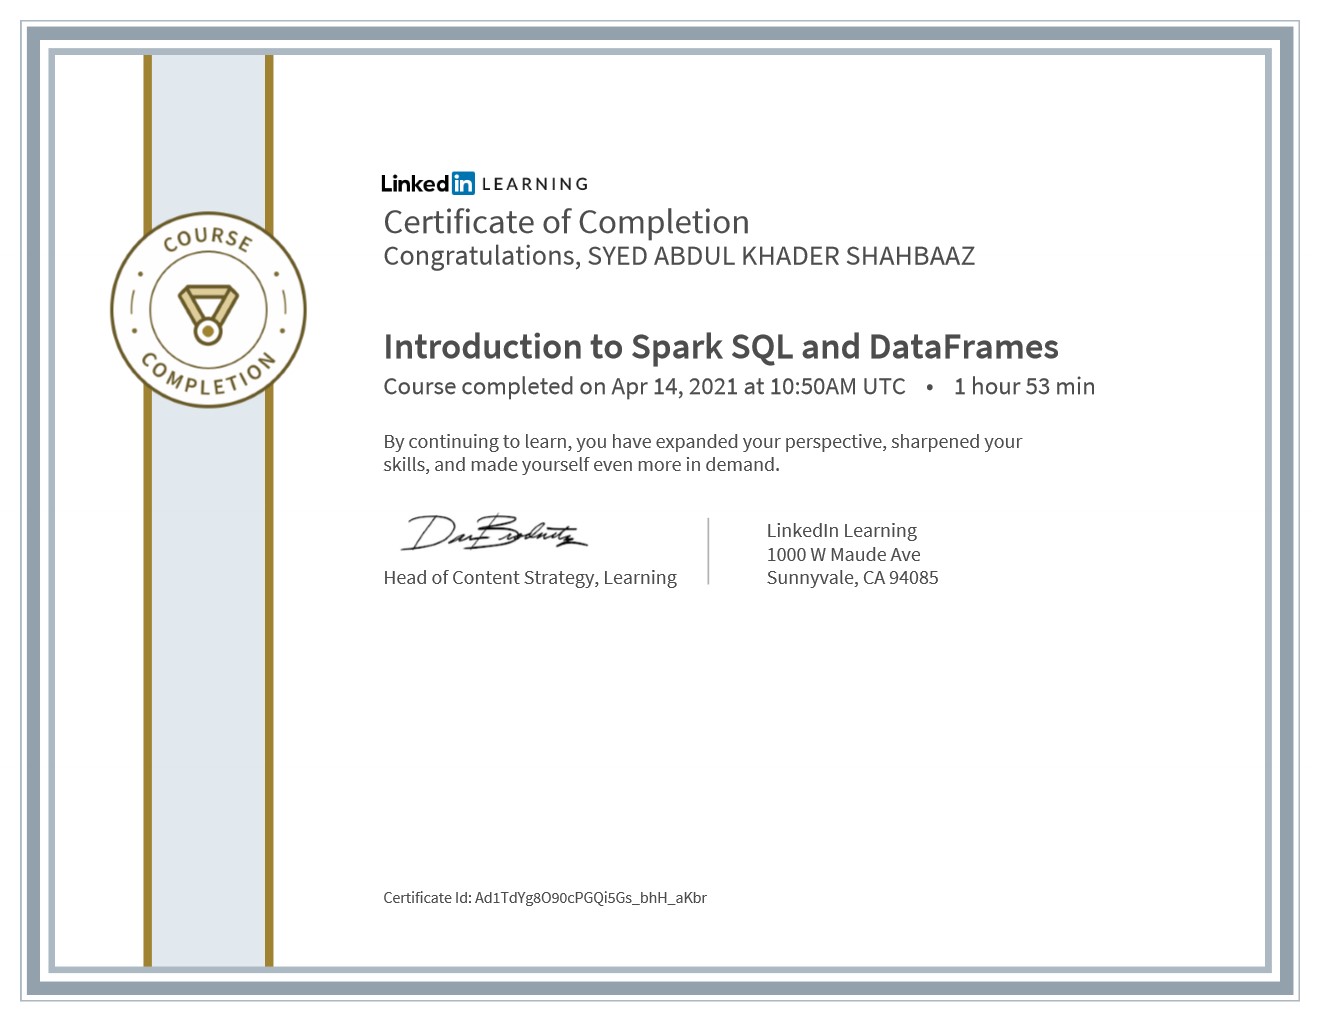 Linkedin LEARNING
Certificate of Completion
Congratulations, SYED ABDUL KHADER SHAHBAAZ
COURSE
COMPLETION
Introduction to Spark SQL and DataFrames
Course completed on Apr 14, 2021 at 10:50AM UTC • 1 hour 53 min
By continuing to learn, you have expanded your perspective, sharpened your
skills, and made yourself even more in demand.
Head of Content Strategy, Learning
LinkedIn Learning
1000 W Maude Ave
Sunnyvale, CA 94085
Certificate Id: Ad1TdYg8O90cPGQi5Gs_bhH_aKbr